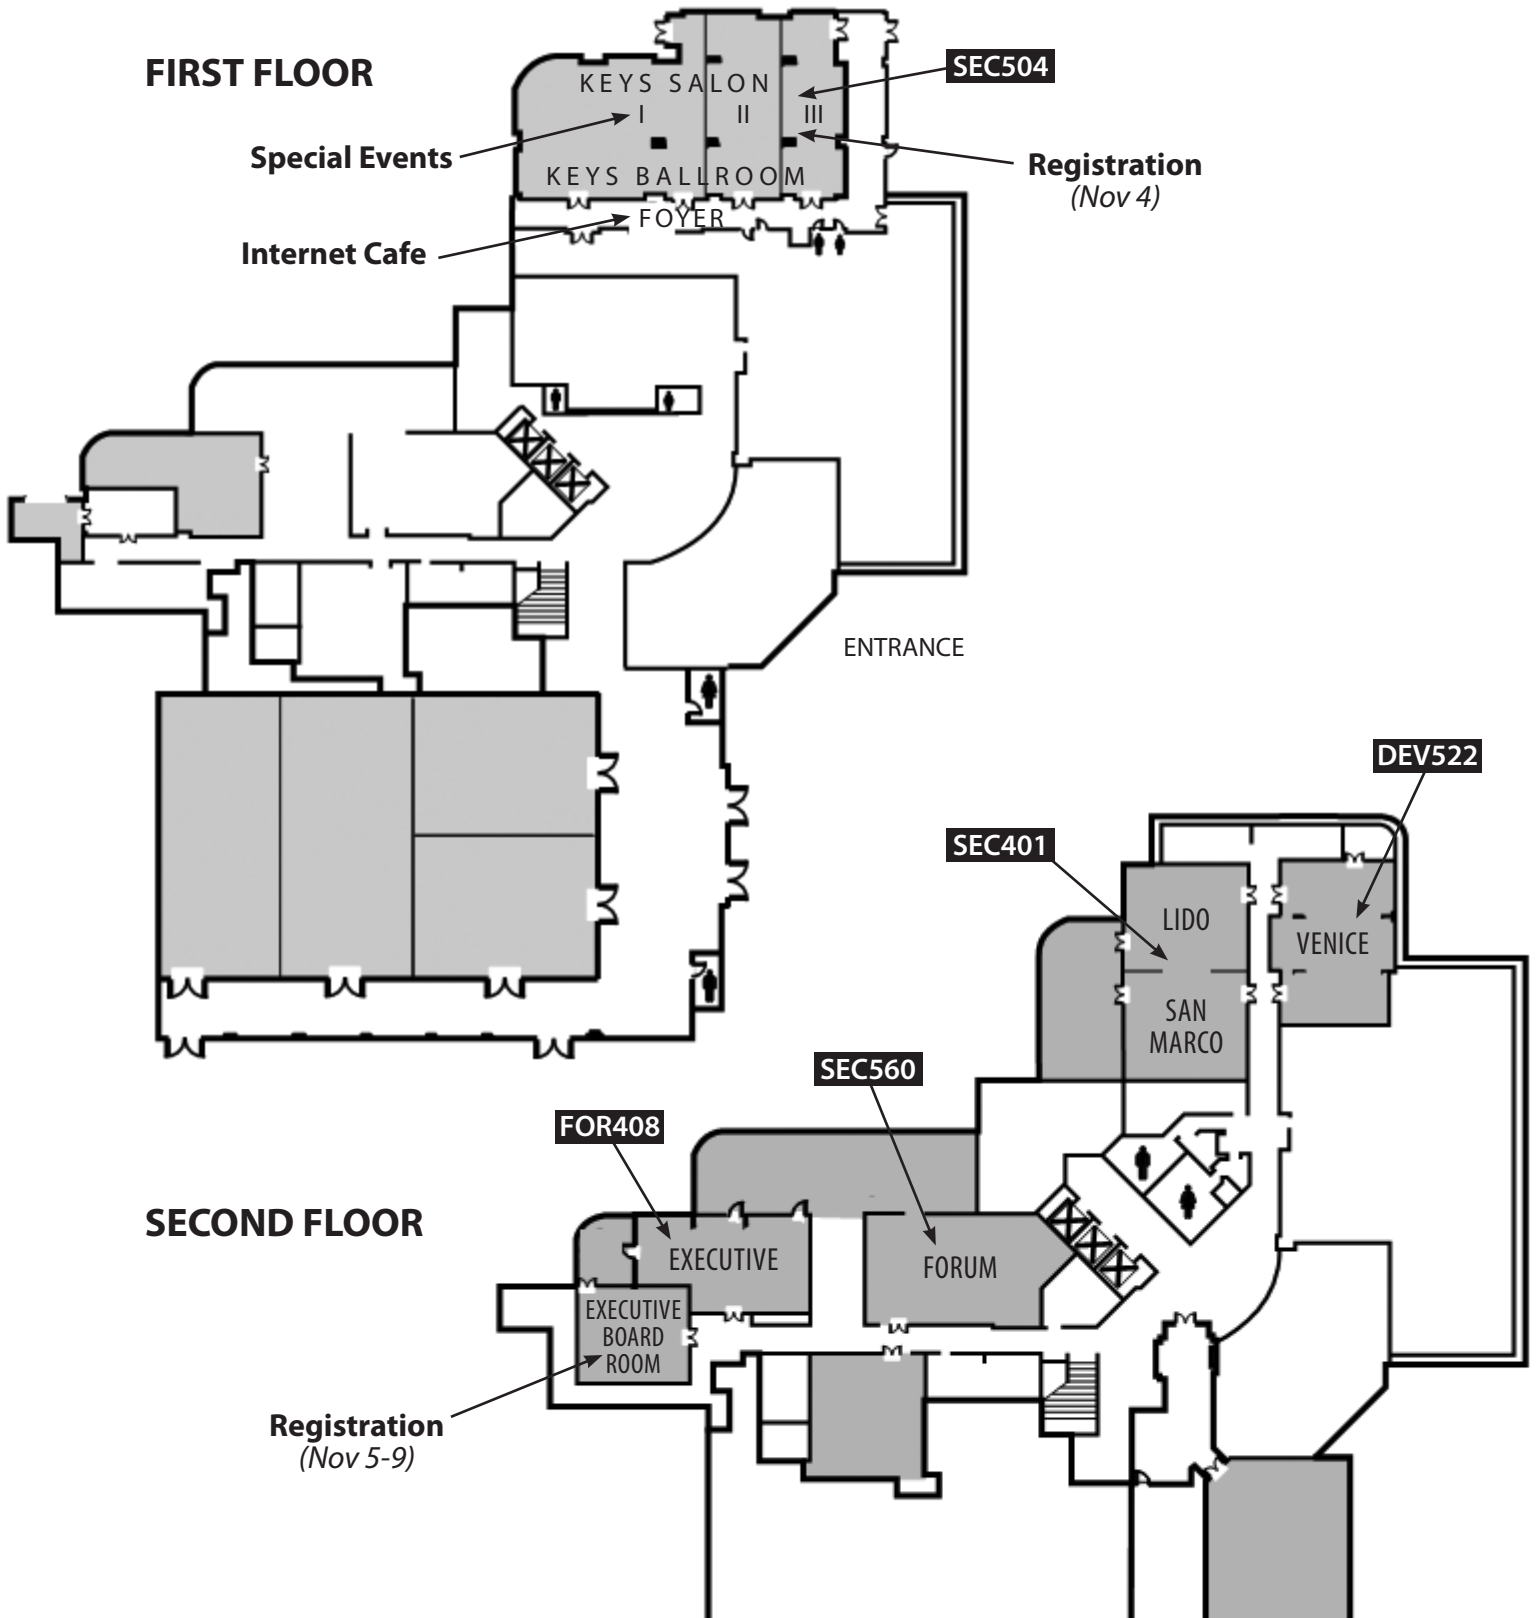 FIRST FLOOR
SEC504
KEYS SALON
I II III
Special Events
Registration
(Nov 4)
KEYS BALLROOM
FOYER
Internet Cafe
ENTRANCE
DEV522
SEC401
LIDO
VENICE
SAN
MARCO
SEC560
FOR408
SECOND FLOOR
EXECUTIVE
FORUM
EXECUTIVE
BOARD
ROOM
Registration
(Nov 5-9)